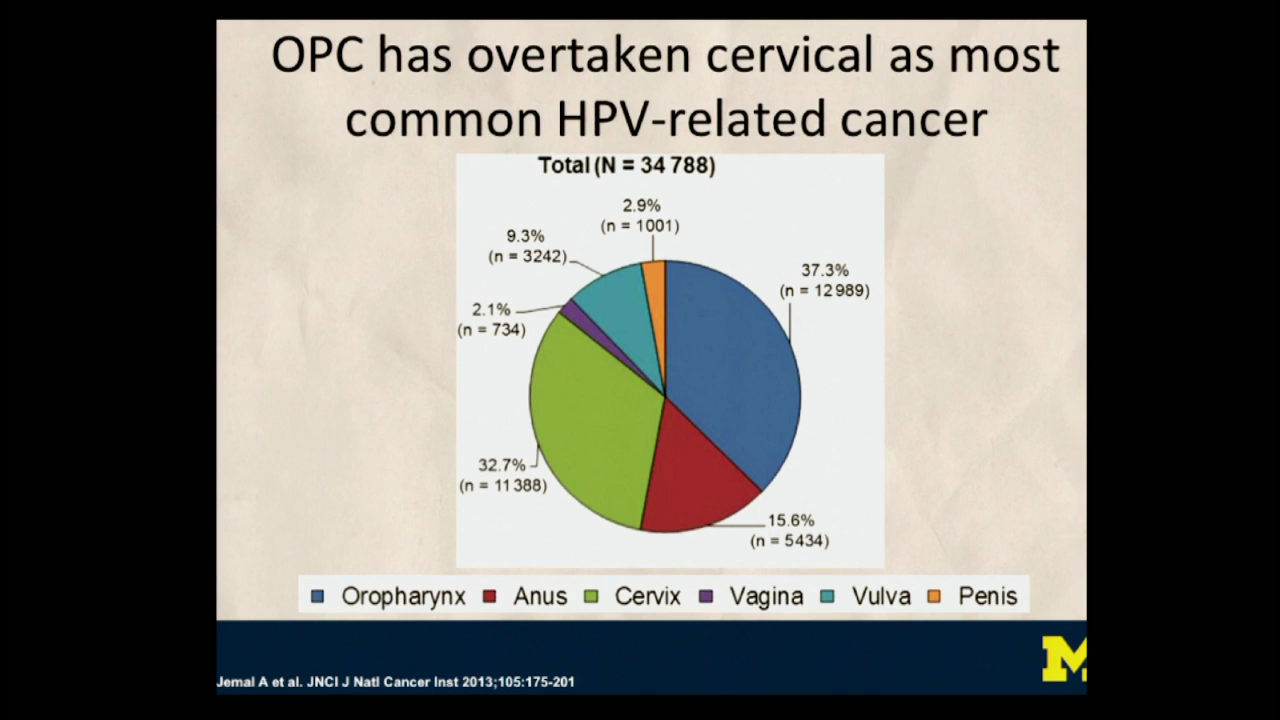 OPC has overtaken cervical as most
common HPV-related cancer
Total (N = 34 788)
2.9%
(n = 1001)
9.3%
(n = 3242)
37.3%
(n = 12 989)
2.1%
(n = 734)
32.7%
(n = 11 388)
15.6%
(n = 5434)
Oropharynx Anus Cervix Vagina Vulva Penis
M
Jemal A et al. JNCI J Natl Cancer Inst 2013;105:175-201